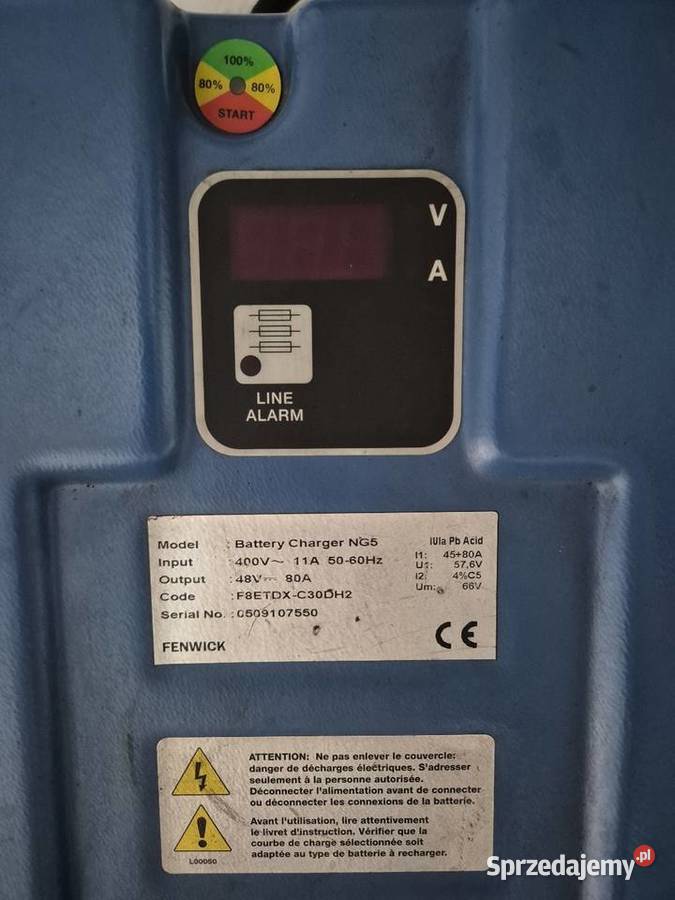 100%
80% 80%
START
V
A
LINE
ALARM
Model : Battery Charger NG5
Input : 400V~ 11A 50-60Hz
Output : 48V⎓ 80A
Code : F8ETDX-C30DH2
Serial No. : 0509107550
FENWICK
IUIa Pb Acid
I1: 45÷80A
U1: 57,6V
I2: 4%C5
Um: 66V
CE
ATTENTION: Ne pas enlever le couvercle:
danger de décharges électriques. S'adresser
seulement à la personne autorisée.
Déconnecter l'alimentation avant de connecter
ou déconnecter les connexions de la batterie.
Avant l'utilisation, lire attentivement
le livret d'instruction. Vérifier que la
courbe de charge sélectionnée soit
adaptée au type de batterie à recharger.
L00060
Sprzedajemy.pl